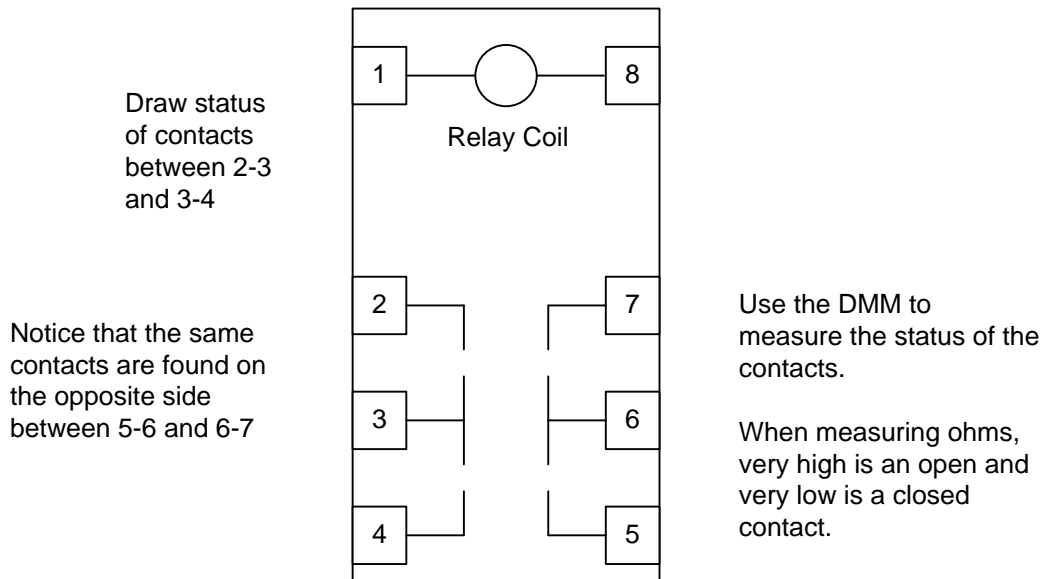 1
8
Relay Coil
Draw status
of contacts
between 2-3
and 3-4
2
7
Notice that the same
contacts are found on
the opposite side
between 5-6 and 6-7
3
6
4
5
Use the DMM to
measure the status of the
contacts.
When measuring ohms,
very high is an open and
very low is a closed
contact.